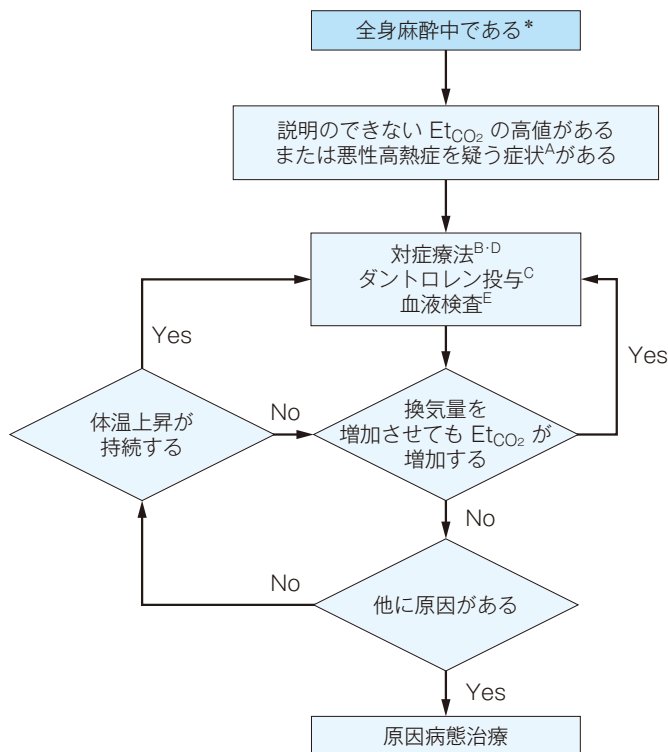 全身麻酔中である*
説明のできない EtCO₂ の高値がある
または悪性高熱症を疑う症状ᴬがある
対症療法ᴮ·ᴰ
ダントロレン投与ᶜ
血液検査ᴱ
Yes
Yes
体温上昇が
持続する
No
換気量を
増加させても EtCO₂ が
増加する
No
No
他に原因がある
Yes
原因病態治療